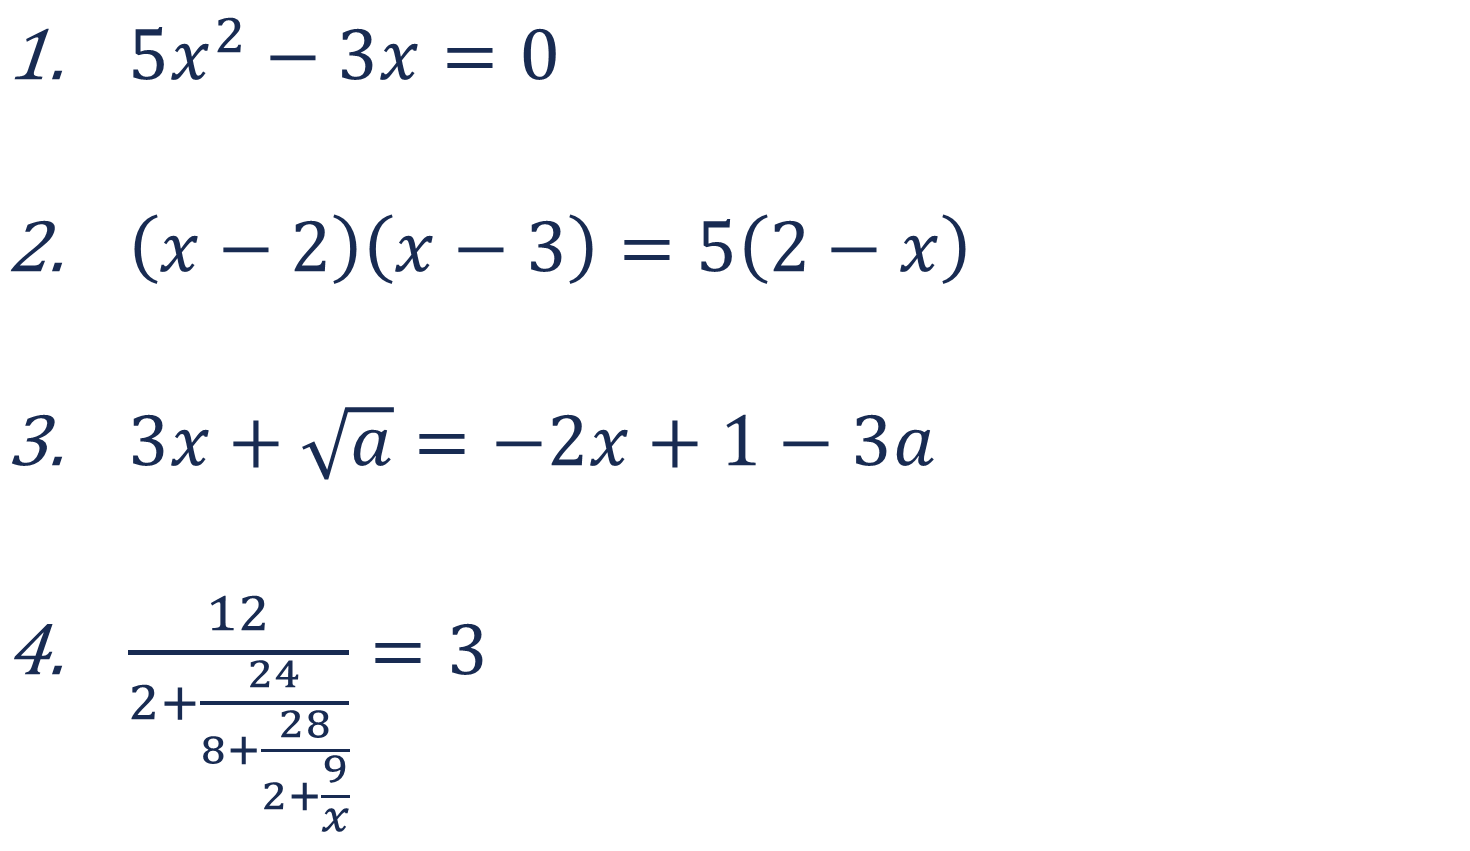 1. 5x² − 3x = 0
2. (x − 2)(x − 3) = 5(2 − x)
3. 3x + √a = −2x + 1 − 3a
4. 12/(2+24/(8+28/(2+9/x))) = 3